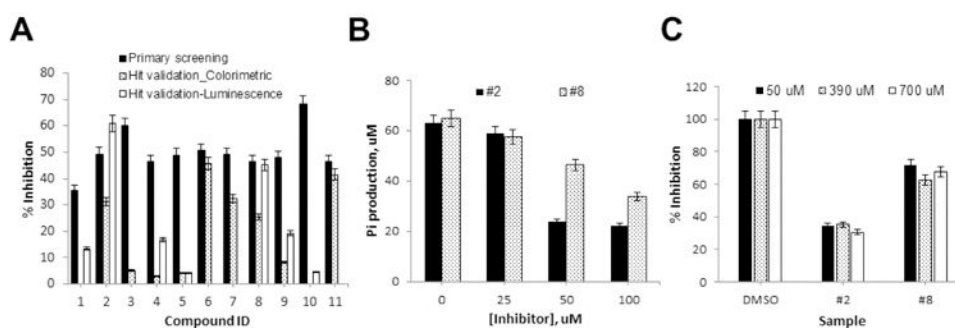 A
Primary screening
Hit validation_Colorimetric
Hit validation-Luminescence
% Inhibition
80
70
60
50
40
30
20
10
0
1 2 3 4 5 6 7 8 9 10 11
Compound ID
B
#2 #8
Pi production, uM
80
60
40
20
0
0 25 50 100
[Inhibitor], uM
C
50 uM 390 uM 700 uM
% Inhibition
120
100
80
60
40
20
0
DMSO #2 #8
Sample